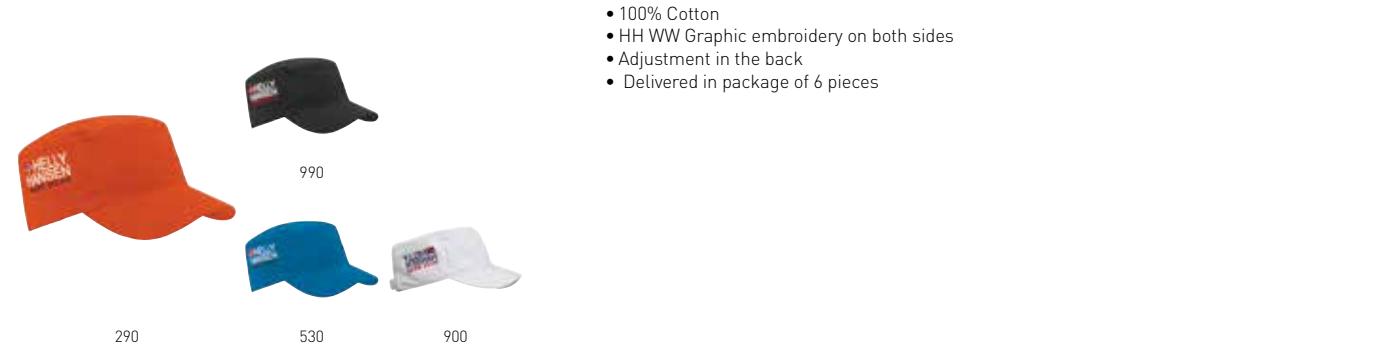 • 100% Cotton
• HH WW Graphic embroidery on both sides
• Adjustment in the back
• Delivered in package of 6 pieces
HELLY
HANSEN
990
290
530
900